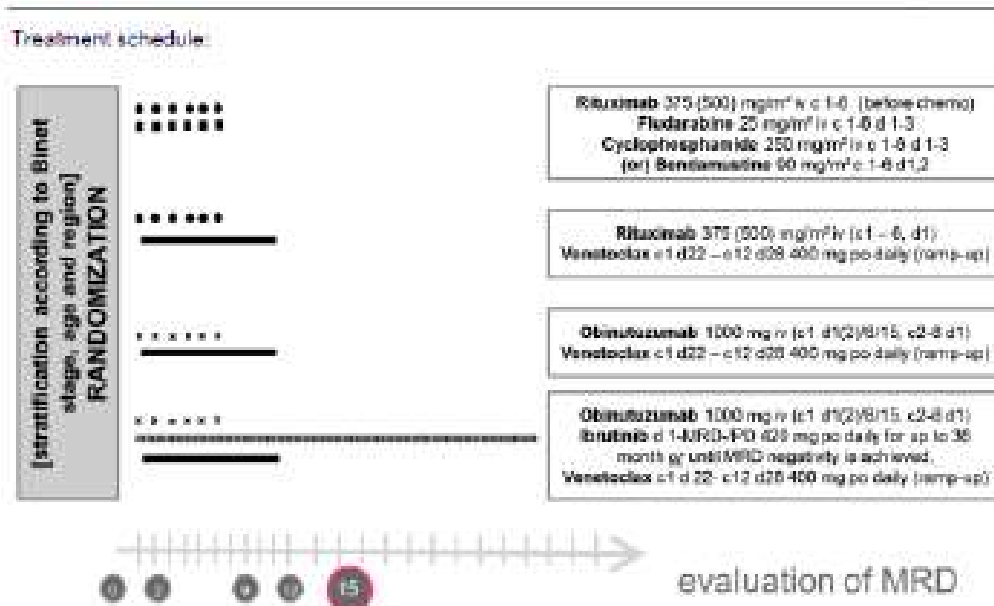 Treatment schedule:
[stratification according to Binet
stage, age and region]
RANDOMIZATION
Rituximab 375 (500) mg/m² iv c 1-6 (before chemo)
Fludarabine 25 mg/m² iv c 1-6 d 1-3
Cyclophosphamide 250 mg/m² iv c 1-6 d 1-3
(or) Bendamustine 90 mg/m² c 1-6 d1,2
Rituximab 375 (500) mg/m² iv (c1 – 6, d1)
Venetoclax c1 d22 – c12 d28 400 mg po daily (ramp-up)
Obinutuzumab 1000 mg iv (c1 d1(2)/8/15, c2-6 d1)
Venetoclax c1 d22 – c12 d28 400 mg po daily (ramp-up)
Obinutuzumab 1000 mg iv (c1 d1(2)/8/15, c2-6 d1)
Ibrutinib d 1-MRD-/PD 420 mg po daily for up to 36
month or until MRD negativity is achieved,
Venetoclax c1 d 22- c12 d28 400 mg po daily (ramp-up)
2 9 15
evaluation of MRD